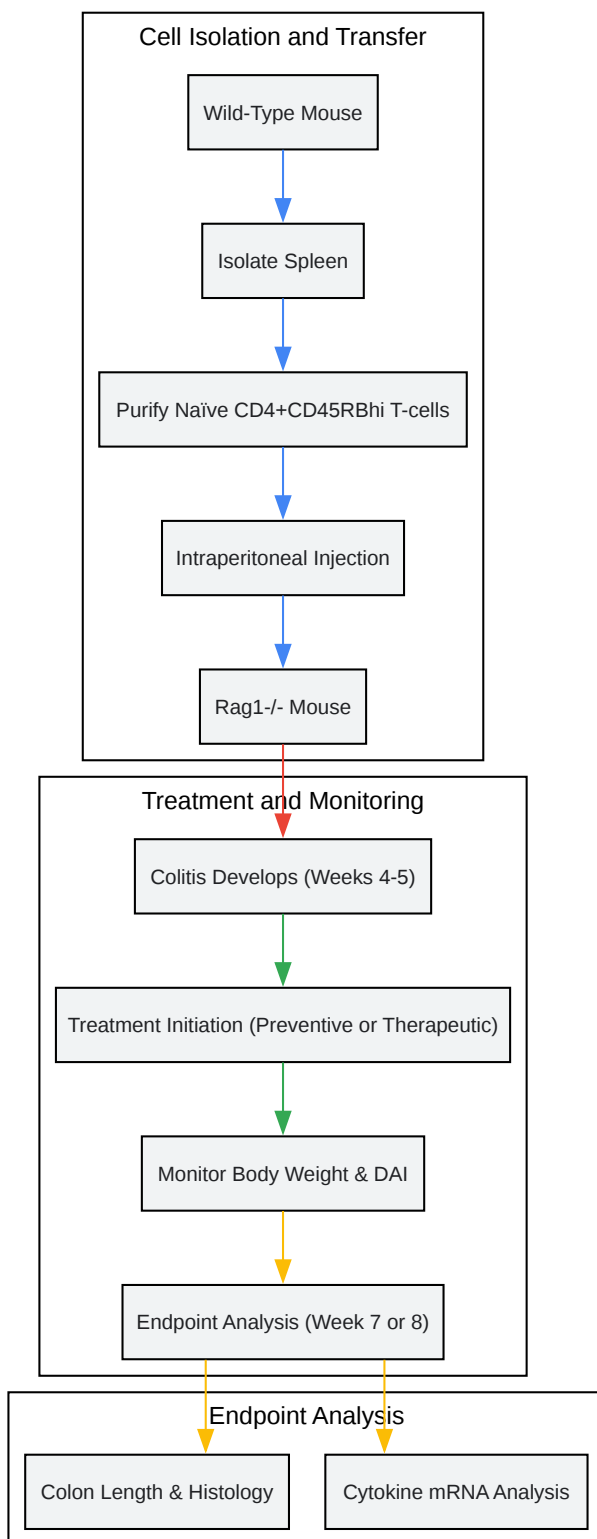 Cell Isolation and Transfer
Wild-Type Mouse
Isolate Spleen
Purify Naïve CD4+CD45RBhi T-cells
Intraperitoneal Injection
Rag1-/- Mouse
Treatment and Monitoring
Colitis Develops (Weeks 4-5)
Treatment Initiation (Preventive or Therapeutic)
Monitor Body Weight & DAI
Endpoint Analysis (Week 7 or 8)
Endpoint Analysis
Colon Length & Histology
Cytokine mRNA Analysis